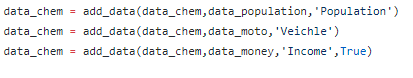 data_chem = add_data(data_chem,data_population,'Population')
data_chem = add_data(data_chem,data_moto,'Veichle')
data_chem = add_data(data_chem,data_money,'Income',True)